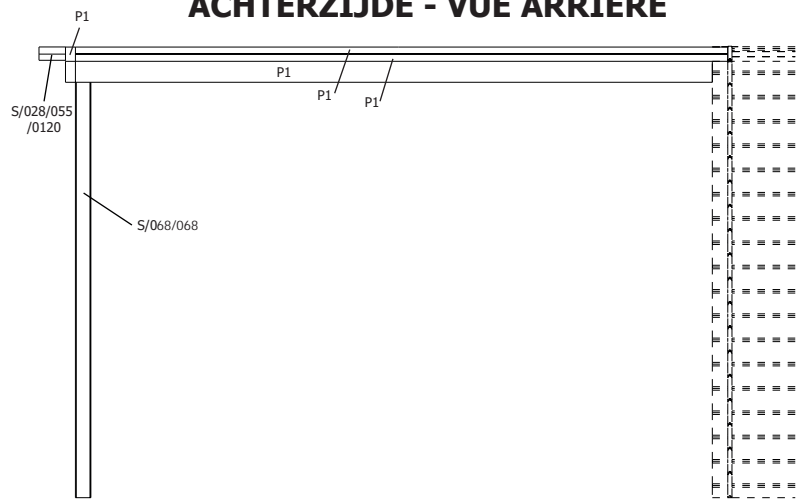 ACHTERZIJDE - VUE ARRIERE
P1
P1
P1
P1
S/028/055
/0120
S/068/068